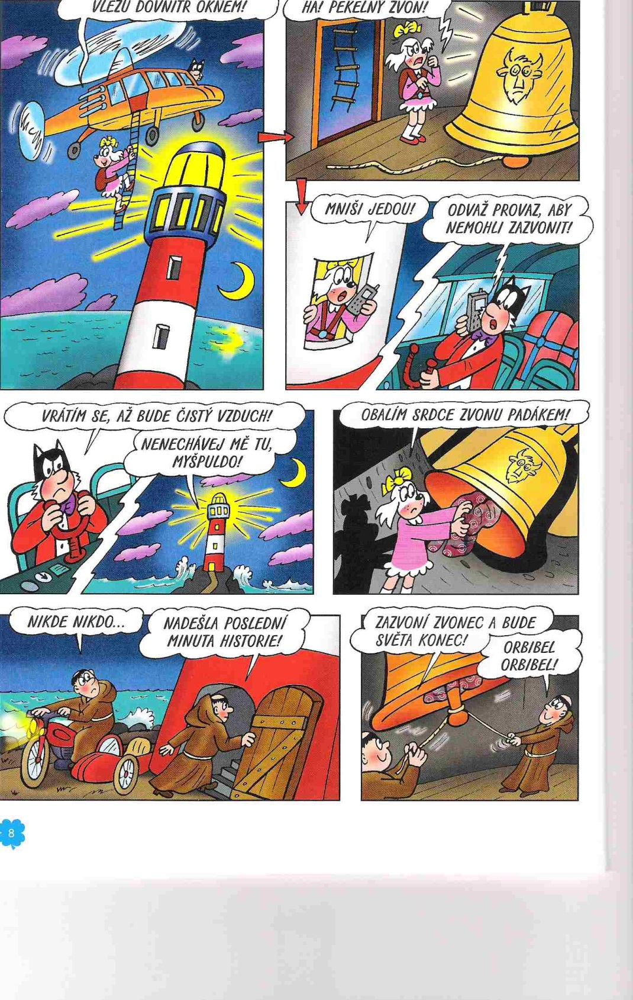 VLEZU DOVNITŘ OKNEM!
HA! PEKELNÝ ZVON!
MNIŠI JEDOU!
ODVAŽ PROVAZ, ABY
NEMOHLI ZAZVONIT!
VRÁTÍM SE, AŽ BUDE ČISTÝ VZDUCH!
NENECHÁVEJ MĚ TU,
MYŠPULDO!
OBALÍM SRDCE ZVONU PADÁKEM!
NIKDE NIKDO...
NADEŠLA POSLEDNÍ
MINUTA HISTORIE!
ZAZVONÍ ZVONEC A BUDE
SVĚTA KONEC!
ORBIBEL
ORBIBEL!
8